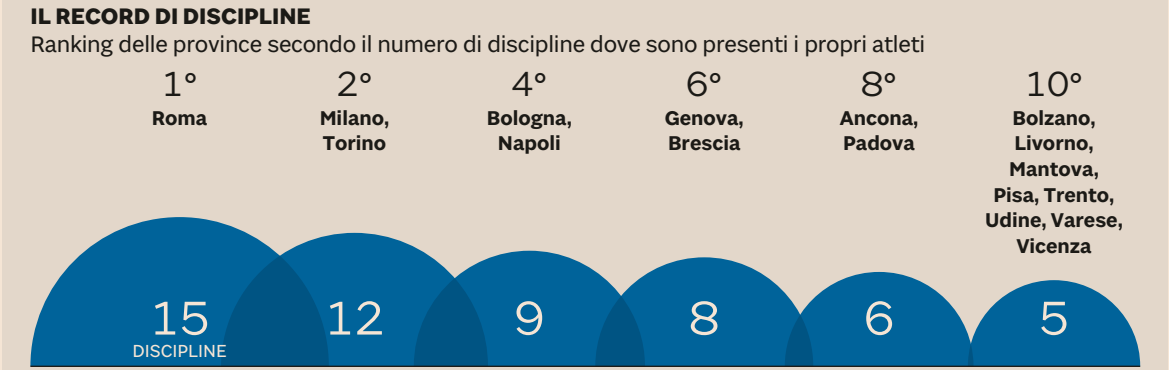 IL RECORD DI DISCIPLINE
Ranking delle province secondo il numero di discipline dove sono presenti i propri atleti
1°
Roma
15
DISCIPLINE
2°
Milano,
Torino
12
4°
Bologna,
Napoli
9
6°
Genova,
Brescia
8
8°
Ancona,
Padova
6
10°
Bolzano,
Livorno,
Mantova,
Pisa, Trento,
Udine, Varese,
Vicenza
5